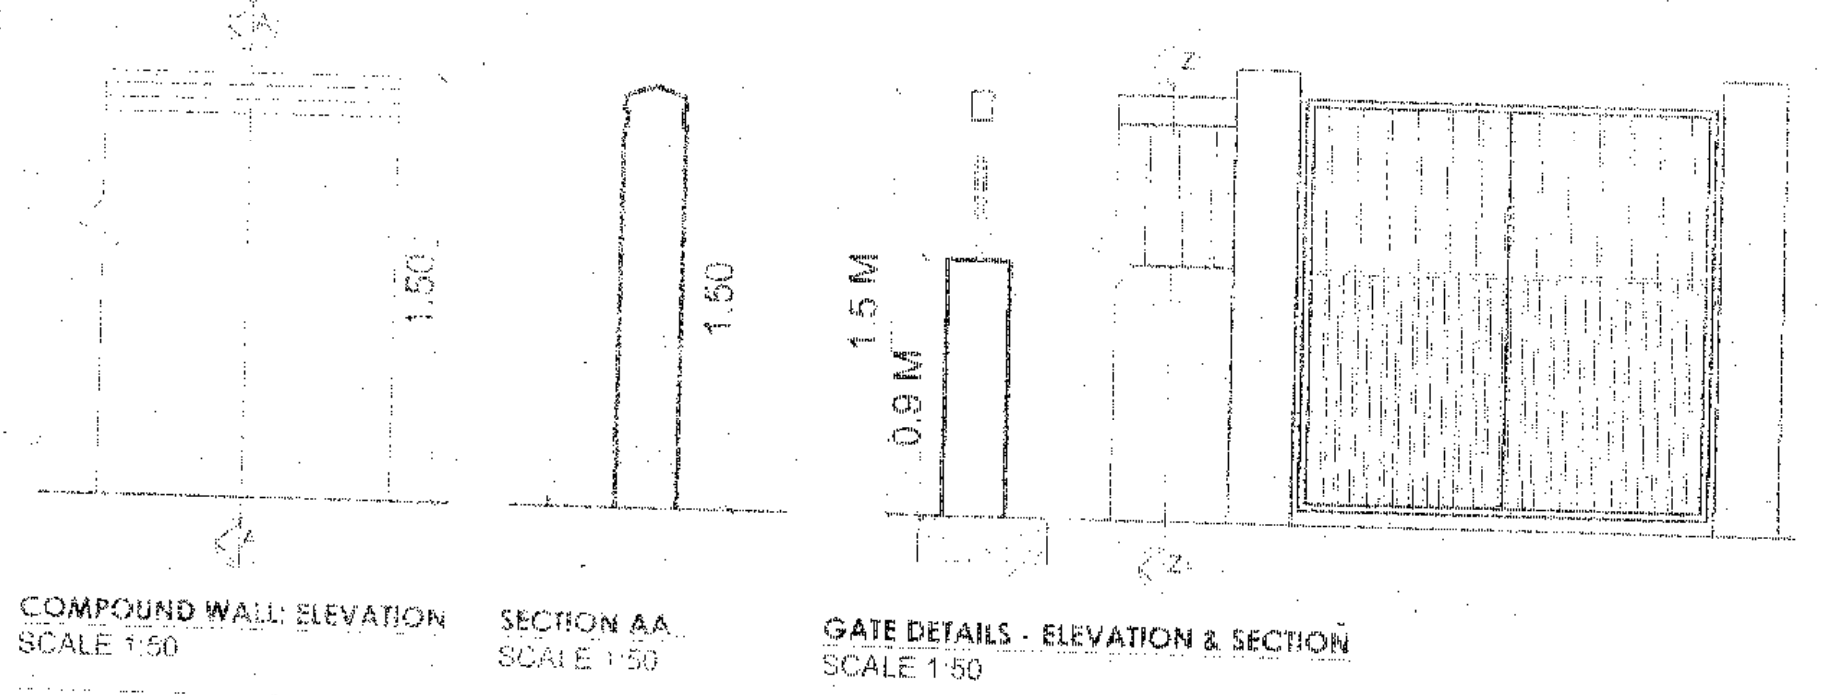 A
Z
1.50
1.50
1.5 M
0.9 M
A
Z
COMPOUND WALL: ELEVATION
SCALE 1:50
SECTION AA
SCALE 1:50
GATE DETAILS - ELEVATION & SECTION
SCALE 1:50